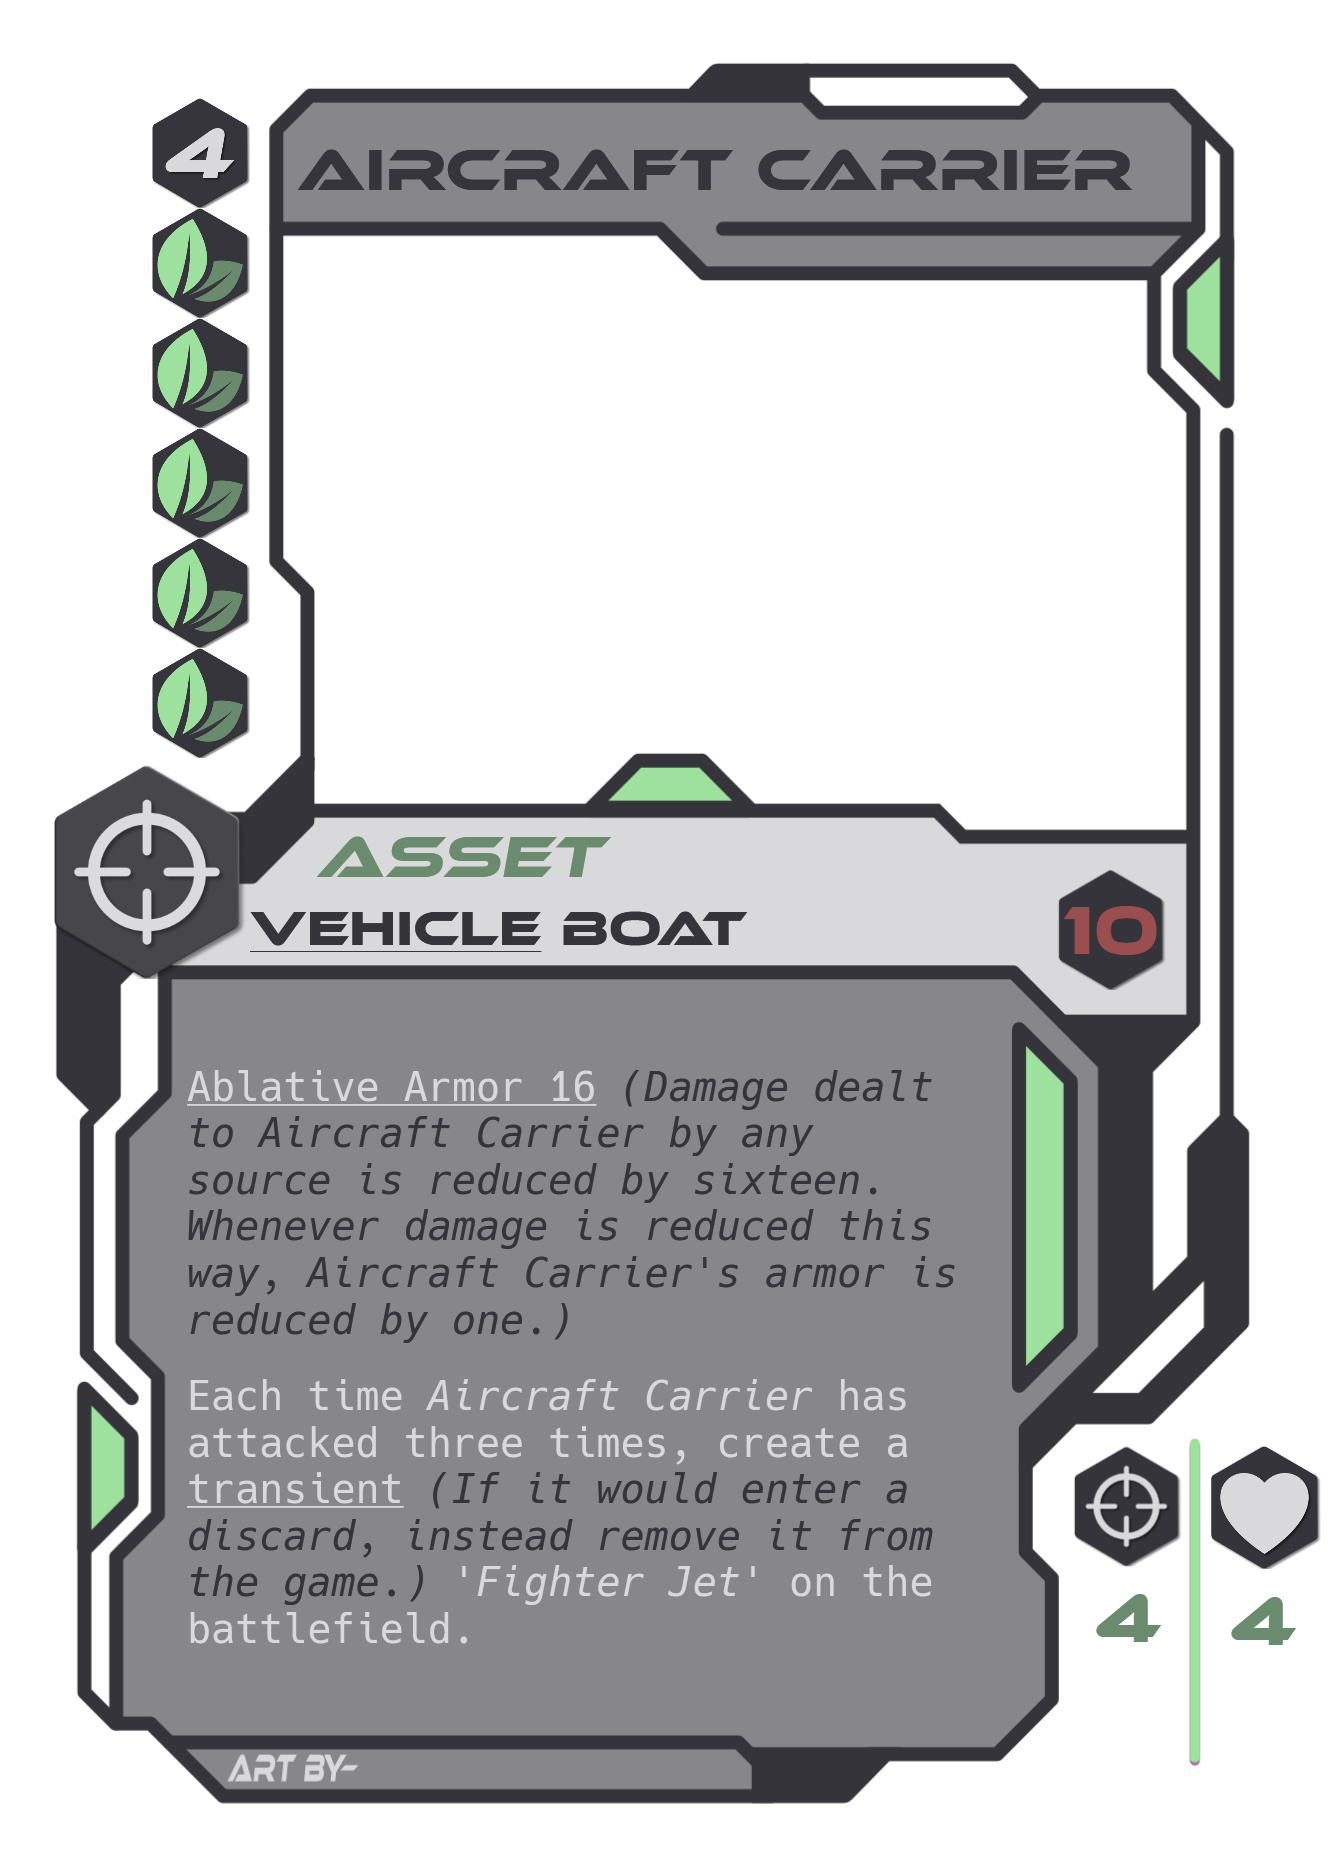 4
AIRCRAFT CARRIER
ASSET
VEHICLE BOAT
10
Ablative Armor 16 (Damage dealt
to Aircraft Carrier by any
source is reduced by sixteen.
Whenever damage is reduced this
way, Aircraft Carrier's armor is
reduced by one.)
Each time Aircraft Carrier has
attacked three times, create a
transient (If it would enter a
discard, instead remove it from
the game.) 'Fighter Jet' on the
battlefield.
4 4
ART BY-